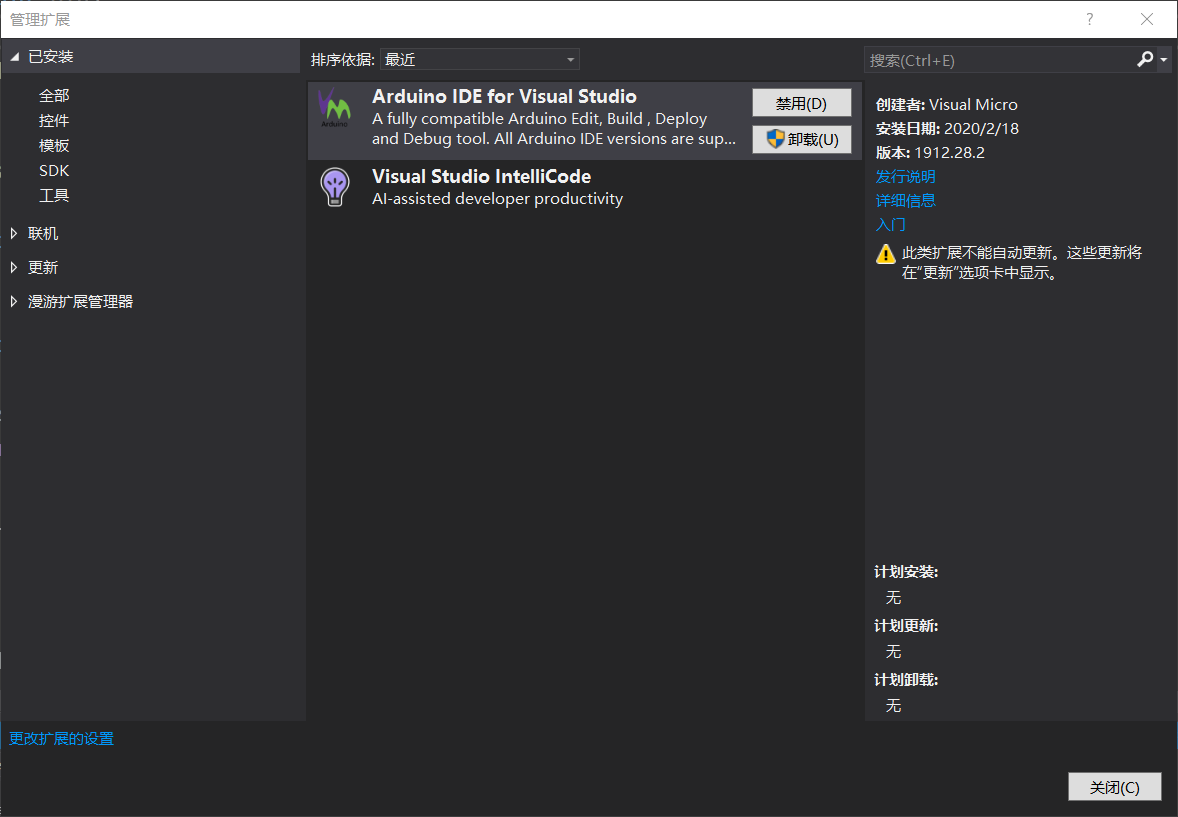 管理扩展
?
已安装
全部
控件
模板
SDK
工具
联机
更新
漫游扩展管理器
排序依据: 最近
Arduino
Arduino IDE for Visual Studio
A fully compatible Arduino Edit, Build , Deploy
and Debug tool. All Arduino IDE versions are sup...
禁用(D)
卸载(U)
Visual Studio IntelliCode
AI-assisted developer productivity
搜索(Ctrl+E)
创建者: Visual Micro
安装日期: 2020/2/18
版本: 1912.28.2
发行说明
详细信息
入门
此类扩展不能自动更新。这些更新将
在“更新”选项卡中显示。
计划安装:
无
计划更新:
无
计划卸载:
无
更改扩展的设置
关闭(C)